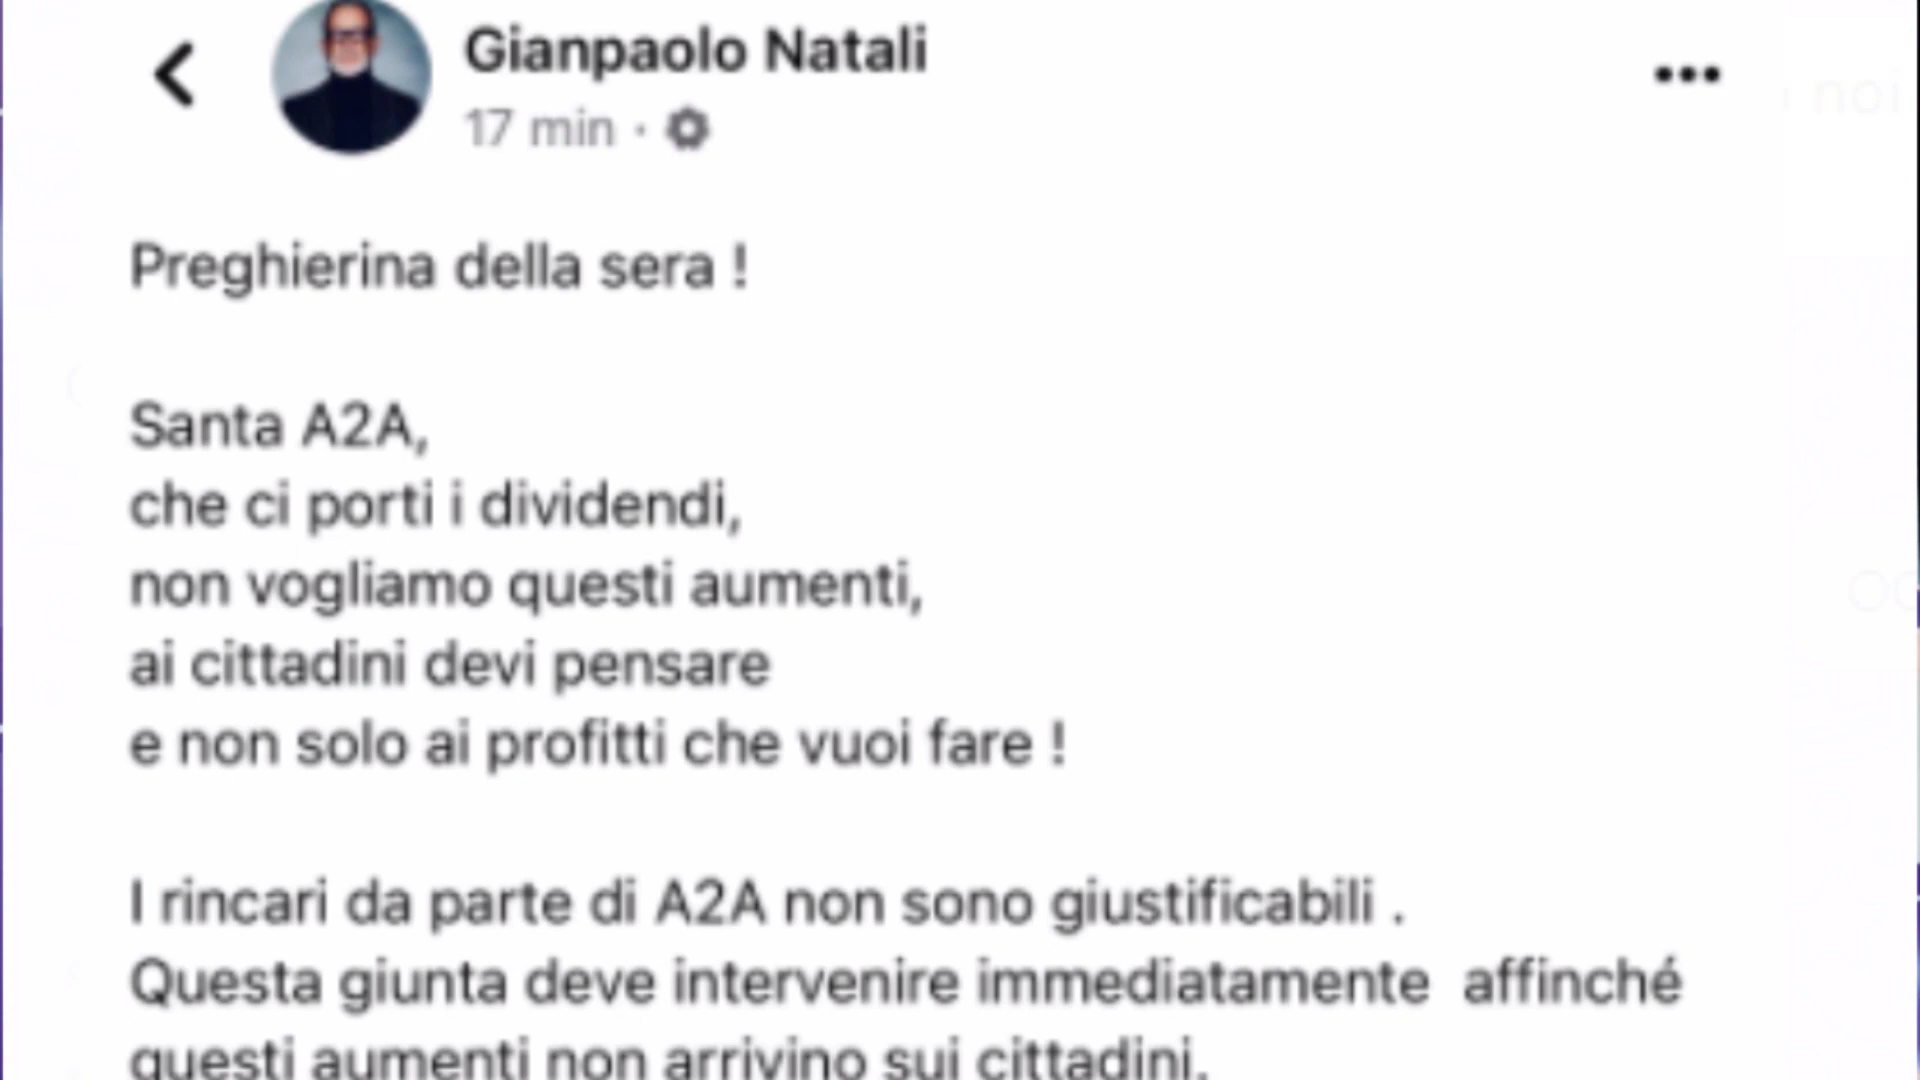 Gianpaolo Natali
17 min ·
Preghierina della sera !
Santa A2A,
che ci porti i dividendi,
non vogliamo questi aumenti,
ai cittadini devi pensare
e non solo ai profitti che vuoi fare !
I rincari da parte di A2A non sono giustificabili .
Questa giunta deve intervenire immediatamente  affinché
questi aumenti non arrivino sui cittadini.